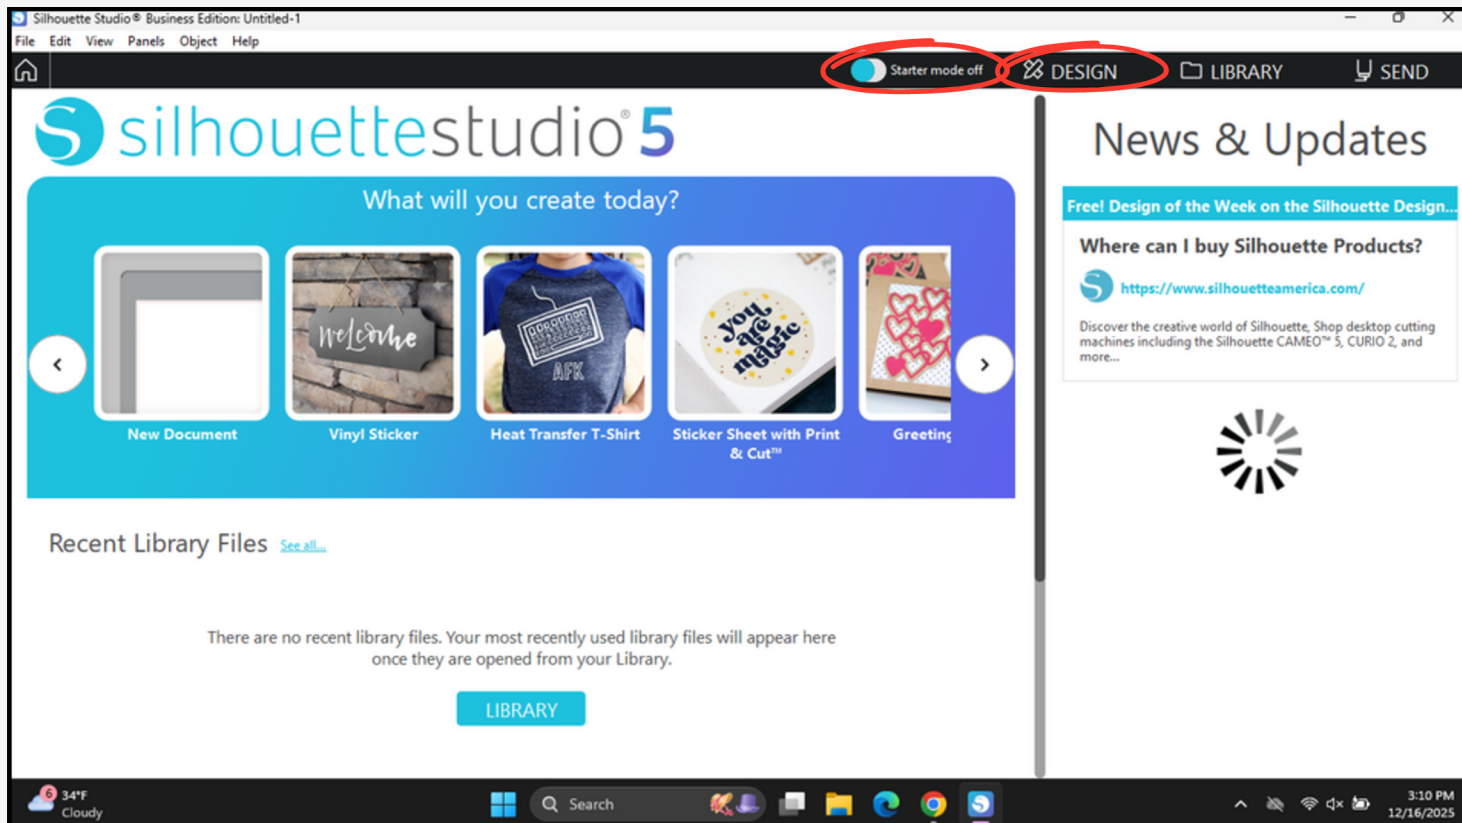 Silhouette Studio® Business Edition: Untitled-1
File Edit View Panels Object Help
Starter mode off
DESIGN
LIBRARY
SEND
silhouettestudio® 5
What will you create today?
welcome
AFK
you are magic
New Document
Vinyl Sticker
Heat Transfer T-Shirt
Sticker Sheet with Print
& Cut™
Greeting
Recent Library Files See all...
There are no recent library files. Your most recently used library files will appear here
once they are opened from your Library.
LIBRARY
News & Updates
Free! Design of the Week on the Silhouette Design...
Where can I buy Silhouette Products?
https://www.silhouetteamerica.com/
Discover the creative world of Silhouette, Shop desktop cutting
machines including the Silhouette CAMEO™ 5, CURIO 2, and
more...
6
34°F
Cloudy
Search
3:10 PM
12/16/2025